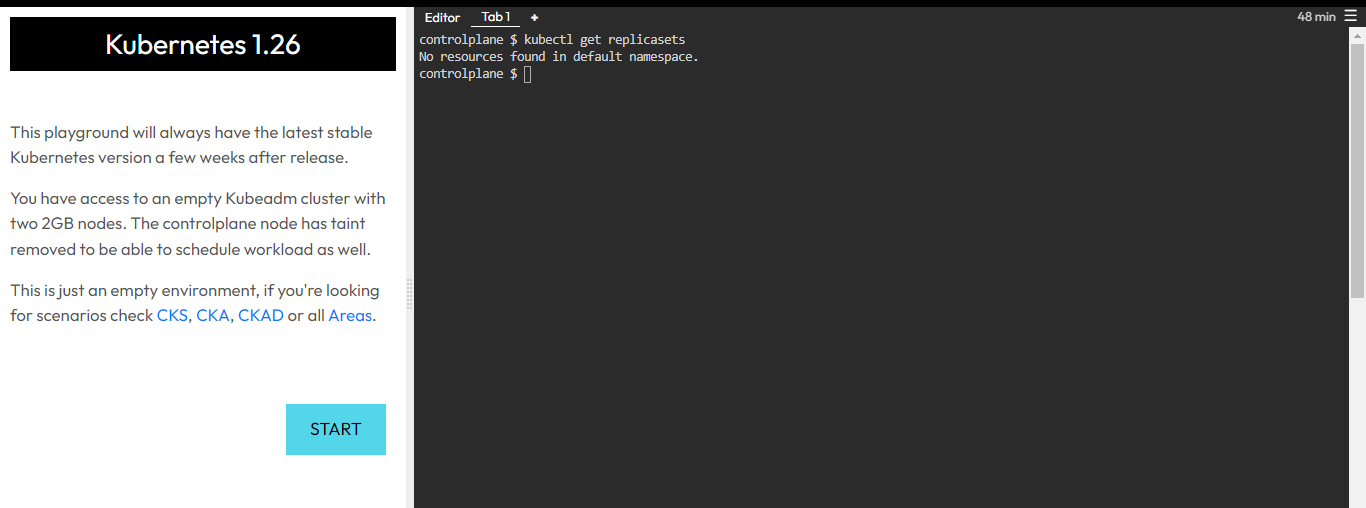 Kubernetes 1.26
This playground will always have the latest stable
Kubernetes version a few weeks after release.
You have access to an empty Kubeadm cluster with
two 2GB nodes. The controlplane node has taint
removed to be able to schedule workload as well.
This is just an empty environment, if you're looking
for scenarios check CKS, CKA, CKAD or all Areas.
START
Editor Tab 1 + 48 min
controlplane $ kubectl get replicasets
No resources found in default namespace.
controlplane $